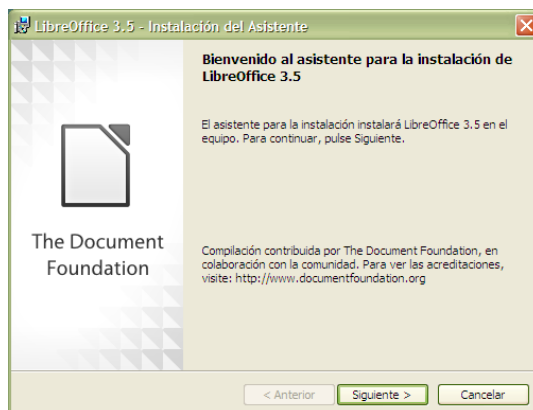 LibreOffice 3.5 - Instalación del Asistente
Bienvenido al asistente para la instalación de
LibreOffice 3.5
El asistente para la instalación instalará LibreOffice 3.5 en el
equipo. Para continuar, pulse Siguiente.
The Document
Foundation
Compilación contribuida por The Document Foundation, en
colaboración con la comunidad. Para ver las acreditaciones,
visite: http://www.documentfoundation.org
< Anterior
Siguiente >
Cancelar